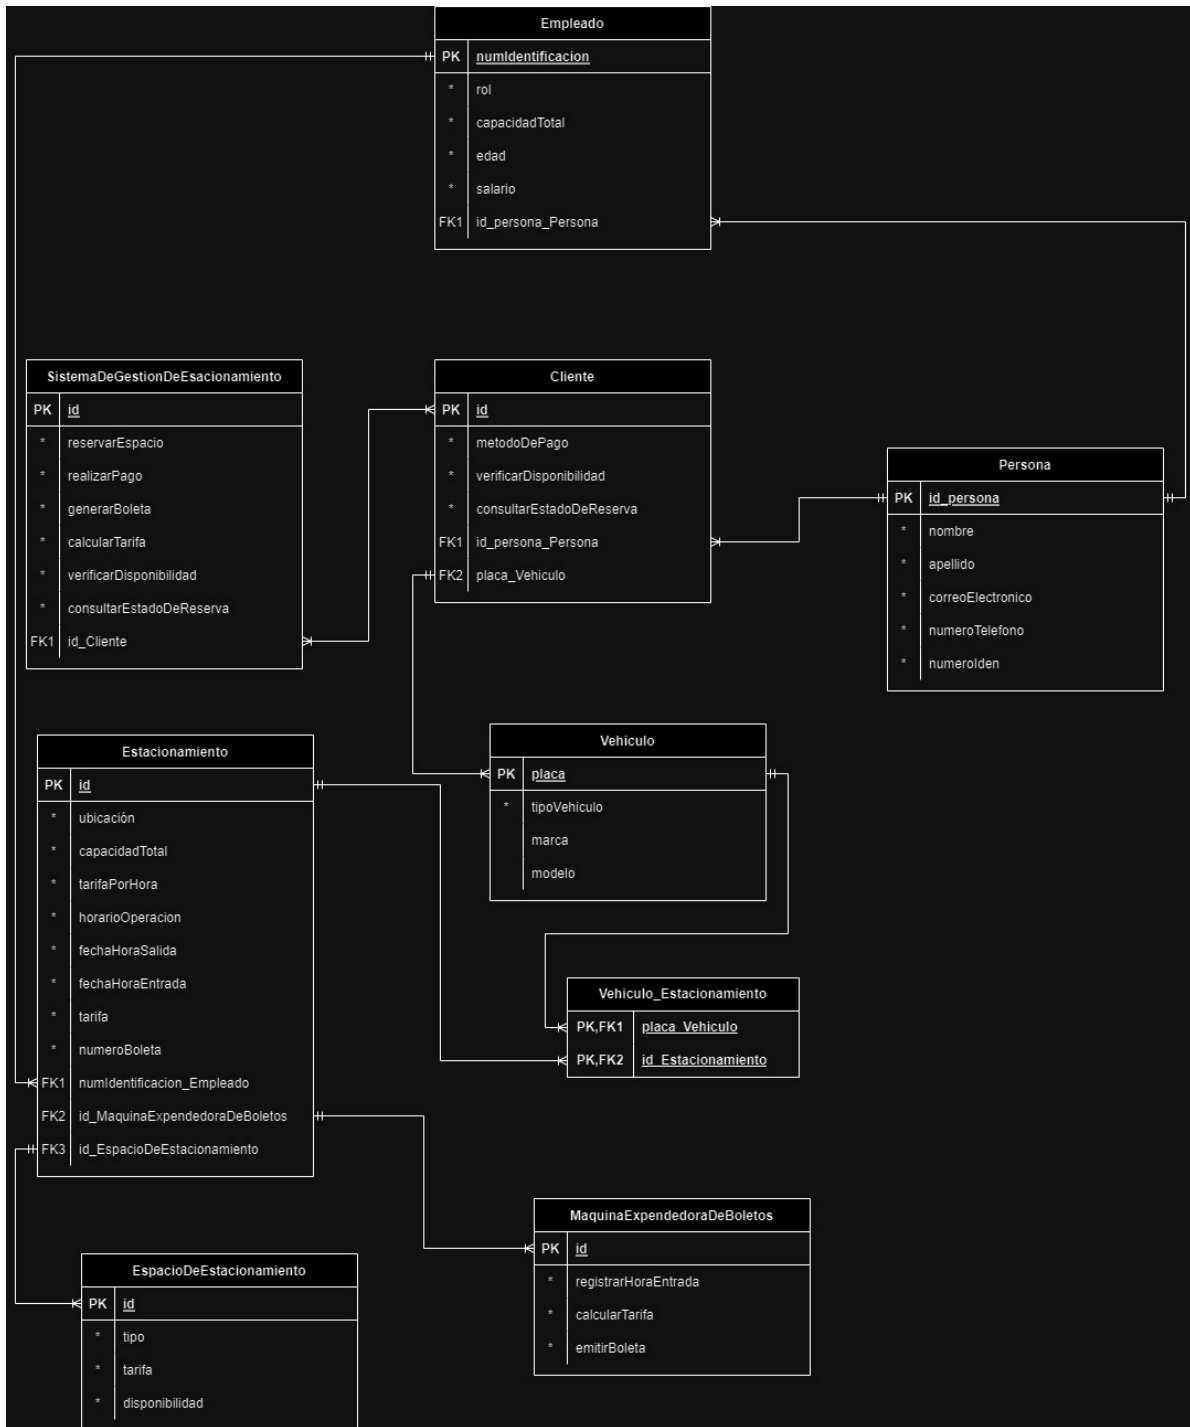 Empleado
PK numIdentificacion
* rol
* capacidadTotal
* edad
* salario
FK1 id_persona_Persona
SistemaDeGestionDeEsacionamiento
PK id
* reservarEspacio
* realizarPago
* generarBoleta
* calcularTarifa
* verificarDisponibilidad
* consultarEstadoDeReserva
FK1 id_Cliente
Cliente
PK id
* metodoDePago
* verificarDisponibilidad
* consultarEstadoDeReserva
FK1 id_persona_Persona
FK2 placa_Vehiculo
Persona
PK id_persona
* nombre
* apellido
* correoElectronico
* numeroTelefono
* numeroIden
Estacionamiento
PK id
* ubicación
* capacidadTotal
* tarifaPorHora
* horarioOperacion
* fechaHoraSalida
* fechaHoraEntrada
* tarifa
* numeroBoleta
FK1 numIdentificacion_Empleado
FK2 id_MaquinaExpendedoraDeBoletos
FK3 id_EspacioDeEstacionamiento
Vehiculo
PK placa
* tipoVehiculo
marca
modelo
Vehiculo_Estacionamiento
PK,FK1 placa_Vehiculo
PK,FK2 id_Estacionamiento
MaquinaExpendedoraDeBoletos
PK id
* registrarHoraEntrada
* calcularTarifa
* emitirBoleta
EspacioDeEstacionamiento
PK id
* tipo
* tarifa
* disponibilidad